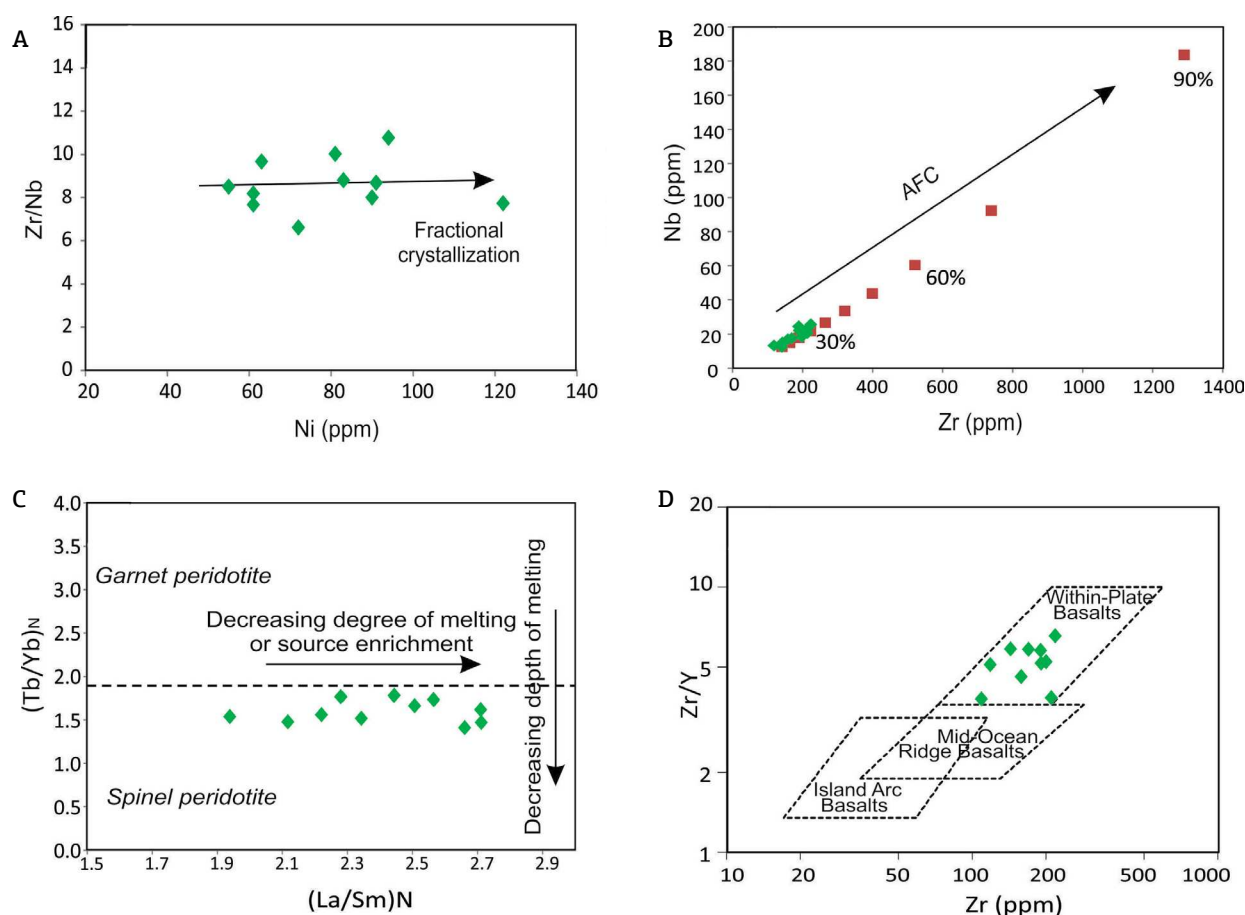 A
16
14
12
10
8
6
4
2
0
Zr/Nb
20
40
60
80
100
120
140
Ni (ppm)
Fractional
crystallization
B
200
180
160
140
120
100
80
60
40
20
0
Nb (ppm)
0
200
400
600
800
1000
1200
1400
Zr (ppm)
AFC
90%
60%
30%
C
4.0
3.5
3.0
2.5
2.0
1.5
1.0
0.5
0.0
(Tb/Yb)N
1.5
1.7
1.9
2.1
2.3
2.5
2.7
2.9
(La/Sm)N
Garnet peridotite
Decreasing degree of melting
or source enrichment
Decreasing depth of melting
Spinel peridotite
D
20
10
5
2
1
Zr/Y
10
20
50
100
200
500
1000
Zr (ppm)
Within-Plate
Basalts
Mid-Ocean
Ridge Basalts
Island Arc
Basalts